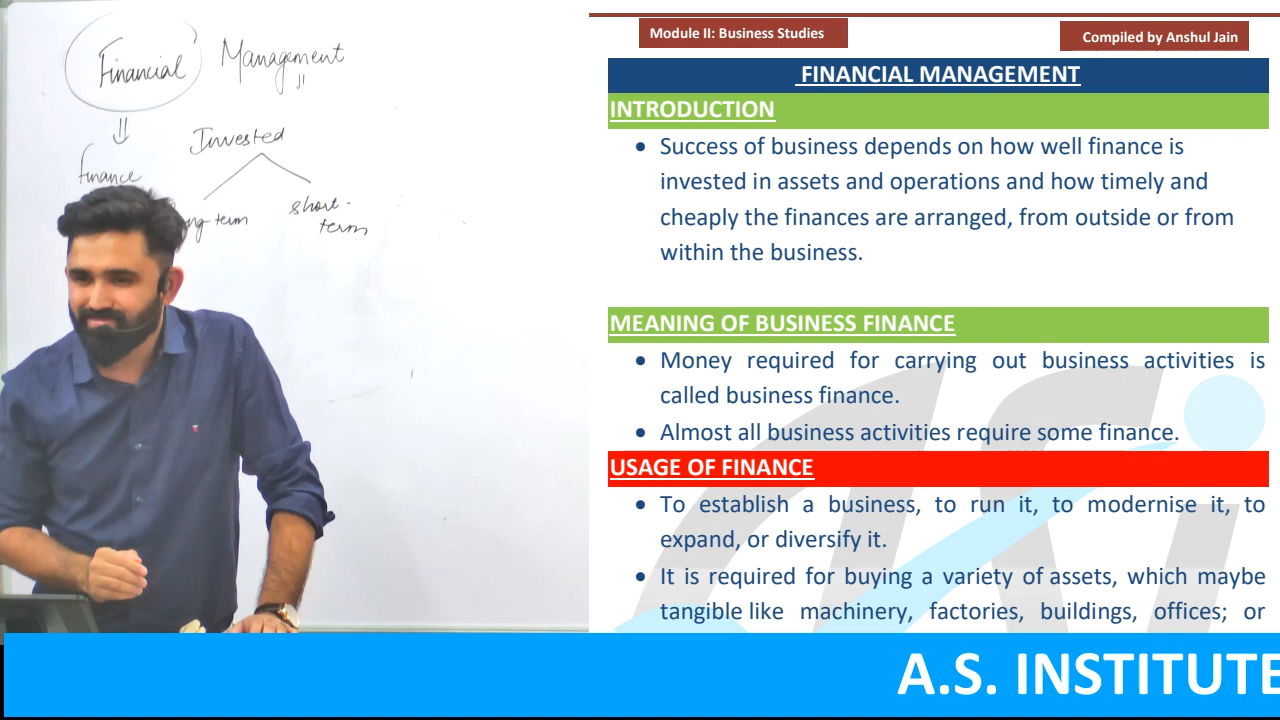 Financial Management
Invested
Finance
term
short-
term
Module II: Business Studies
Compiled by Anshul Jain
FINANCIAL MANAGEMENT
INTRODUCTION
• Success of business depends on how well finance is
invested in assets and operations and how timely and
cheaply the finances are arranged, from outside or from
within the business.
MEANING OF BUSINESS FINANCE
• Money required for carrying out business activities is
called business finance.
• Almost all business activities require some finance.
USAGE OF FINANCE
• To establish a business, to run it, to modernise it, to
expand, or diversify it.
• It is required for buying a variety of assets, which maybe
tangible like machinery, factories, buildings, offices; or
A.S. INSTITUTE